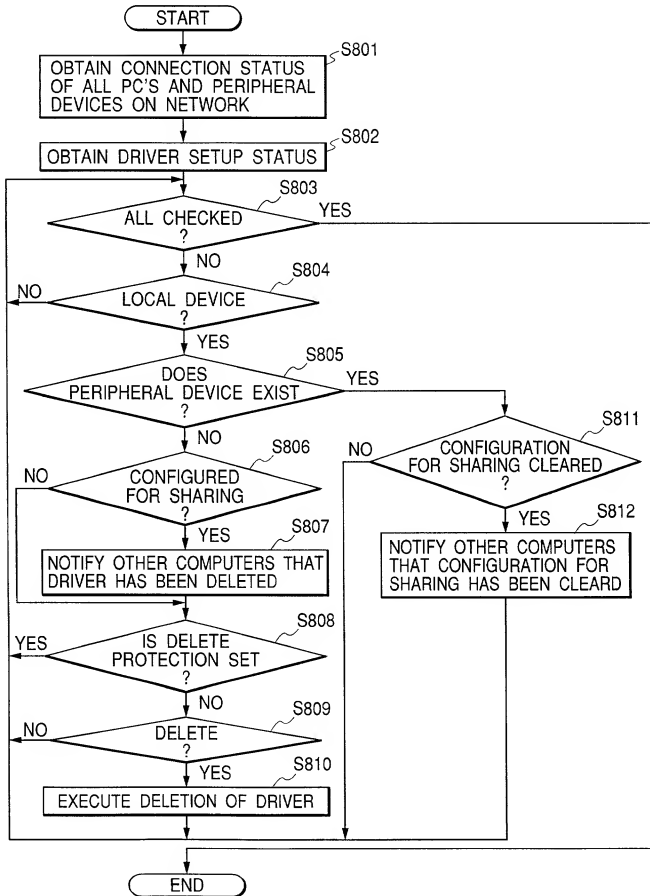 START
S801
OBTAIN CONNECTION STATUS
OF ALL PC'S AND PERIPHERAL
DEVICES ON NETWORK
S802
OBTAIN DRIVER SETUP STATUS
S803
ALL CHECKED
?
YES
NO
S804
LOCAL DEVICE
?
NO
YES
S805
DOES
PERIPHERAL DEVICE EXIST
?
YES
NO
S806
CONFIGURED
FOR SHARING
?
NO
YES
S807
NOTIFY OTHER COMPUTERS THAT
DRIVER HAS BEEN DELETED
S808
IS DELETE
PROTECTION SET
?
YES
NO
S809
DELETE
?
NO
YES
S810
EXECUTE DELETION OF DRIVER
S811
CONFIGURATION
FOR SHARING CLEARED
?
NO
YES
S812
NOTIFY OTHER COMPUTERS
THAT CONFIGURATION FOR
SHARING HAS BEEN CLEARD
END